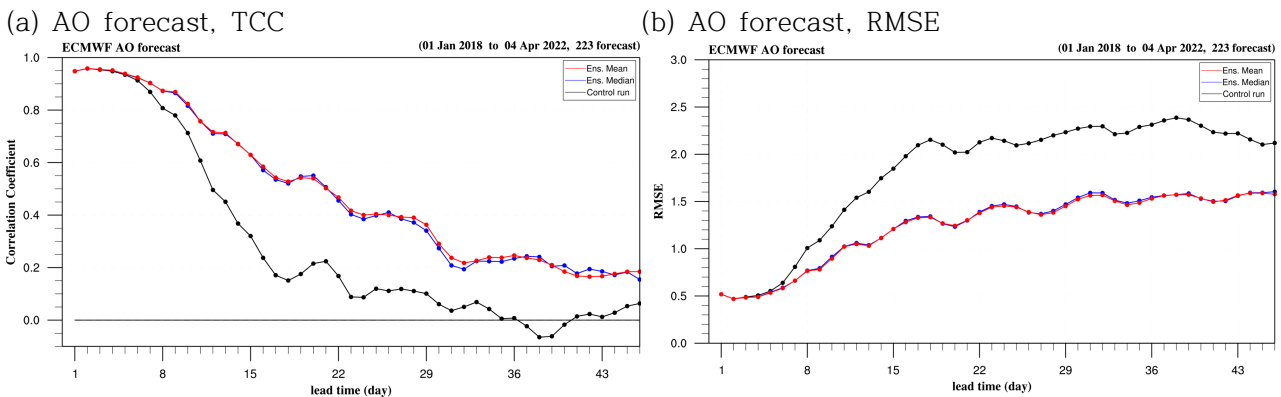 (a) AO forecast, TCC
ECMWF AO forecast
(01 Jan 2018 to 04 Apr 2022, 223 forecast)
Ens. Mean
Ens. Median
Control run
1.0
0.8
0.6
0.4
0.2
0.0
Correlation Coefficient
1 8 15 22 29 36 43
lead time (day)
(b) AO forecast, RMSE
ECMWF AO forecast
(01 Jan 2018 to 04 Apr 2022, 223 forecast)
Ens. Mean
Ens. Median
Control run
3.0
2.5
2.0
1.5
1.0
0.5
0.0
RMSE
1 8 15 22 29 36 43
lead time (day)